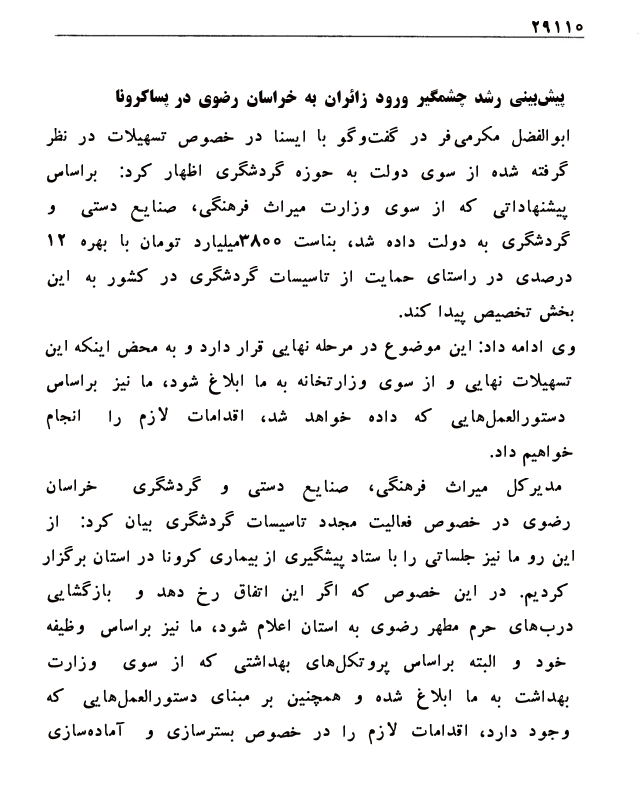 ۲۹۱۱۰
پیش‌بینی رشد چشمگیر ورود زائران به خراسان رضوی در پساکرونا
ابوالفضل مکرمی‌فر در گفت‌وگو با ایسنا در خصوص تسهیلات در نظر
گرفته شده از سوی دولت به حوزه گردشگری اظهار کرد: براساس
پیشنهاداتی که از سوی وزارت میراث فرهنگی، صنایع دستی و
گردشگری به دولت داده شد، بناست ۳۸۰۰میلیارد تومان با بهره ۱۲
درصدی در راستای حمایت از تاسیسات گردشگری در کشور به این
بخش تخصیص پیدا کند.
وی ادامه داد: این موضوع در مرحله نهایی قرار دارد و به محض اینکه این
تسهیلات نهایی و از سوی وزارتخانه به ما ابلاغ شود، ما نیز براساس
دستورالعمل‌هایی که داده خواهد شد، اقدامات لازم را انجام
خواهیم داد.
مدیرکل میراث فرهنگی، صنایع دستی و گردشگری خراسان
رضوی در خصوص فعالیت مجدد تاسیسات گردشگری بیان کرد: از
این رو ما نیز جلساتی را با ستاد پیشگیری از بیماری کرونا در استان برگزار
کردیم. در این خصوص که اگر این اتفاق رخ دهد و بازگشایی
درب‌های حرم مطهر رضوی به استان اعلام شود، ما نیز براساس وظیفه
خود و البته براساس پروتکل‌های بهداشتی که از سوی وزارت
بهداشت به ما ابلاغ شده و همچنین بر مبنای دستورالعمل‌هایی که
وجود دارد، اقدامات لازم را در خصوص بسترسازی و آماده‌سازی